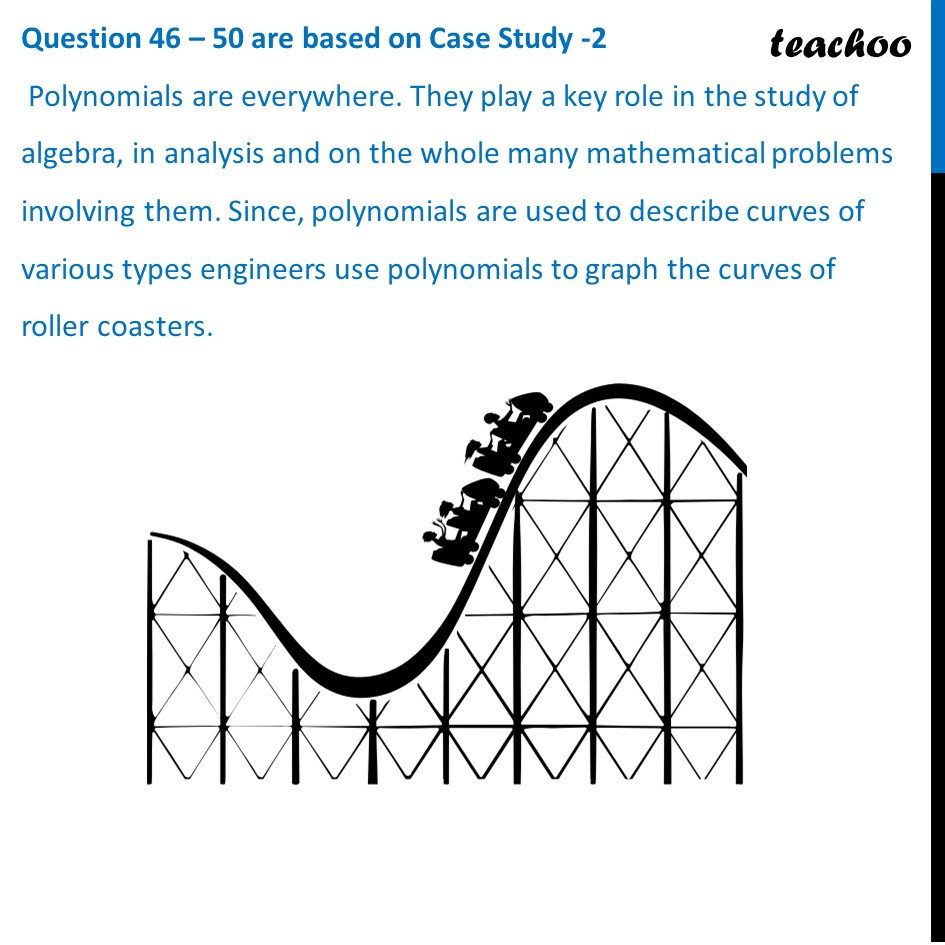 Question 46 – 50 are based on Case Study -2
teachoo
Polynomials are everywhere. They play a key role in the study of
algebra, in analysis and on the whole many mathematical problems
involving them. Since, polynomials are used to describe curves of
various types engineers use polynomials to graph the curves of
roller coasters.